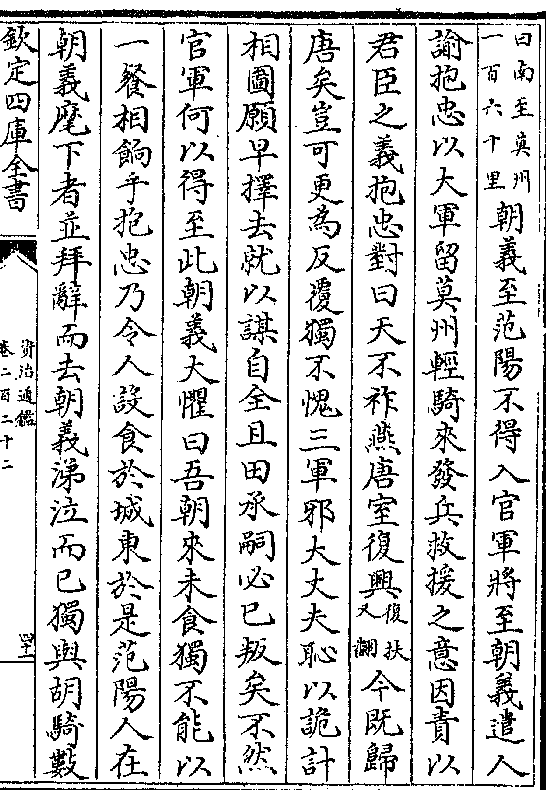 曰南至莫州
一百六十里
朝義至范陽不得入官軍將至朝義遣人
諭抱忠以大軍留莫州輕騎來發兵救援之意因責以
君臣之義抱忠對曰天不祚燕唐室復興
復扶
又翻
今既歸
唐矣豈可更為反覆獨不愧三軍邪大丈夫恥以詭計
相圖願早擇去就以謀自全且田承嗣必已叛矣不然
官軍何以得至此朝義大懼曰吾朝來未食獨不能以
一餐相餉乎抱忠乃令人設食於城東於是范陽人在
朝義麾下者並拜辭而去朝義涕泣而已獨與胡騎數
欽定四庫全書
資治通鑑
卷二百二十二